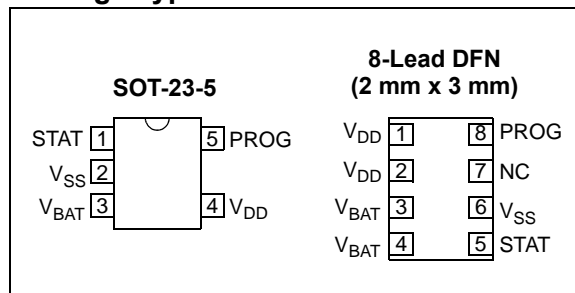 SOT-23-5
STAT 1
5 PROG
VSS 2
VBAT 3
4 VDD
8-Lead DFN
(2 mm x 3 mm)
VDD 1
8 PROG
VDD 2
7 NC
VBAT 3
6 VSS
VBAT 4
5 STAT